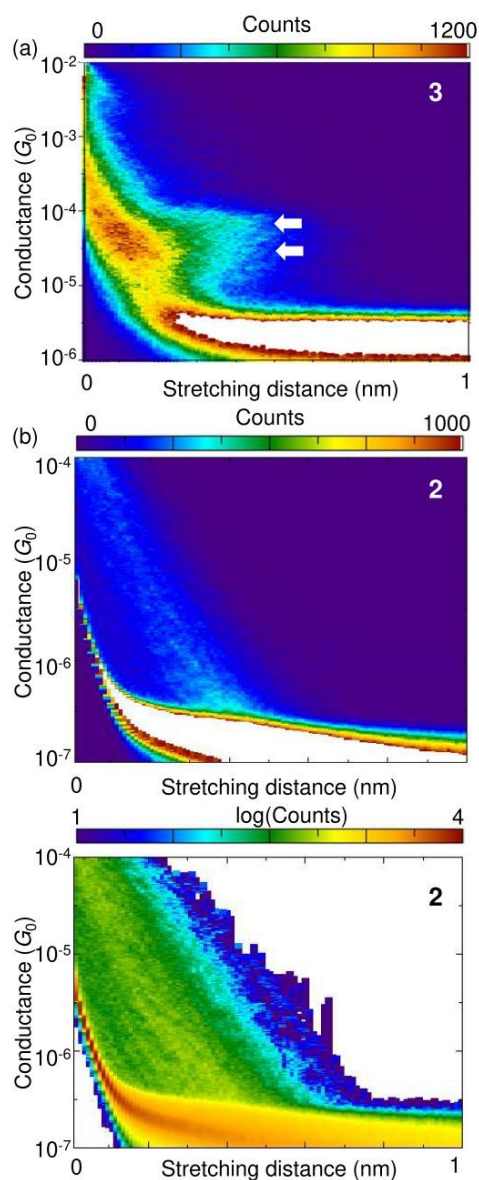 Counts
0 1200
(a)
3
10⁻²
10⁻³
10⁻⁴
10⁻⁵
10⁻⁶
Conductance (G₀)
0 1
Stretching distance (nm)
Counts
0 1000
(b)
2
10⁻⁴
10⁻⁵
10⁻⁶
10⁻⁷
Conductance (G₀)
0 1
Stretching distance (nm)
1 log(Counts) 4
2
10⁻⁴
10⁻⁵
10⁻⁶
10⁻⁷
Conductance (G₀)
0 1
Stretching distance (nm)